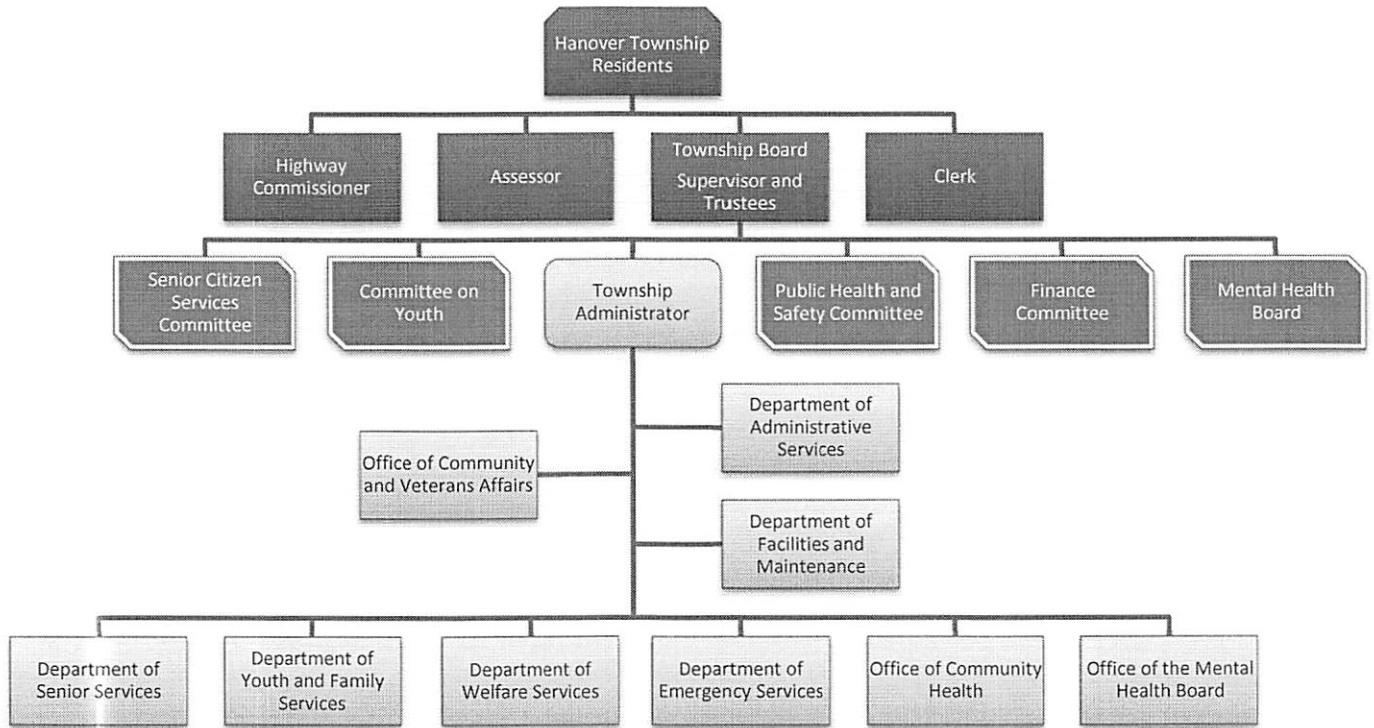 Hanover Township
Residents
Highway
Commissioner
Assessor
Township Board
Supervisor and
Trustees
Clerk
Senior Citizen
Services
Committee
Committee on
Youth
Township
Administrator
Public Health and
Safety Committee
Finance
Committee
Mental Health
Board
Department of
Administrative
Services
Office of Community
and Veterans Affairs
Department of
Facilities and
Maintenance
Department of
Senior Services
Department of
Youth and Family
Services
Department of
Welfare Services
Department of
Emergency Services
Office of Community
Health
Office of the Mental
Health Board